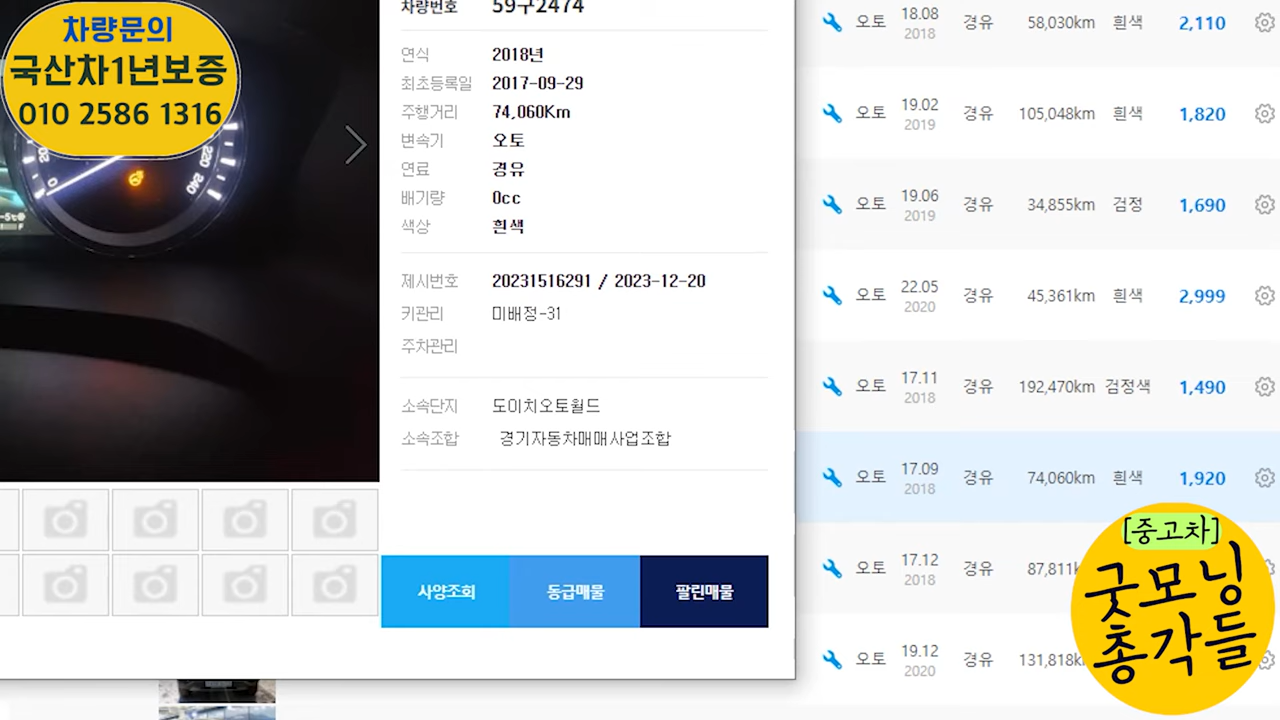 차량문의
국산차1년보증
010 2586 1316
차량번호 59구2474
연식 2018년
최초등록일 2017-09-29
주행거리 74,060Km
변속기 오토
연료 경유
배기량 0cc
색상 흰색
제시번호 20231516291 / 2023-12-20
키관리 미배정-31
주차관리
소속단지 도이치오토월드
소속조합 경기자동차매매사업조합
사양조회 동급매물 팔린매물
오토 18.08 2018 경유 58,030km 흰색 2,110
오토 19.02 2019 경유 105,048km 흰색 1,820
오토 19.06 2019 경유 34,855km 검정 1,690
오토 22.05 2020 경유 45,361km 흰색 2,999
오토 17.11 2018 경유 192,470km 검정색 1,490
오토 17.09 2018 경유 74,060km 흰색 1,920
오토 17.12 2018 경유 87,811k
오토 19.12 2020 경유 131,818k
[중고차]
굿모닝
총각들
20
0
220
240
-5℃
F